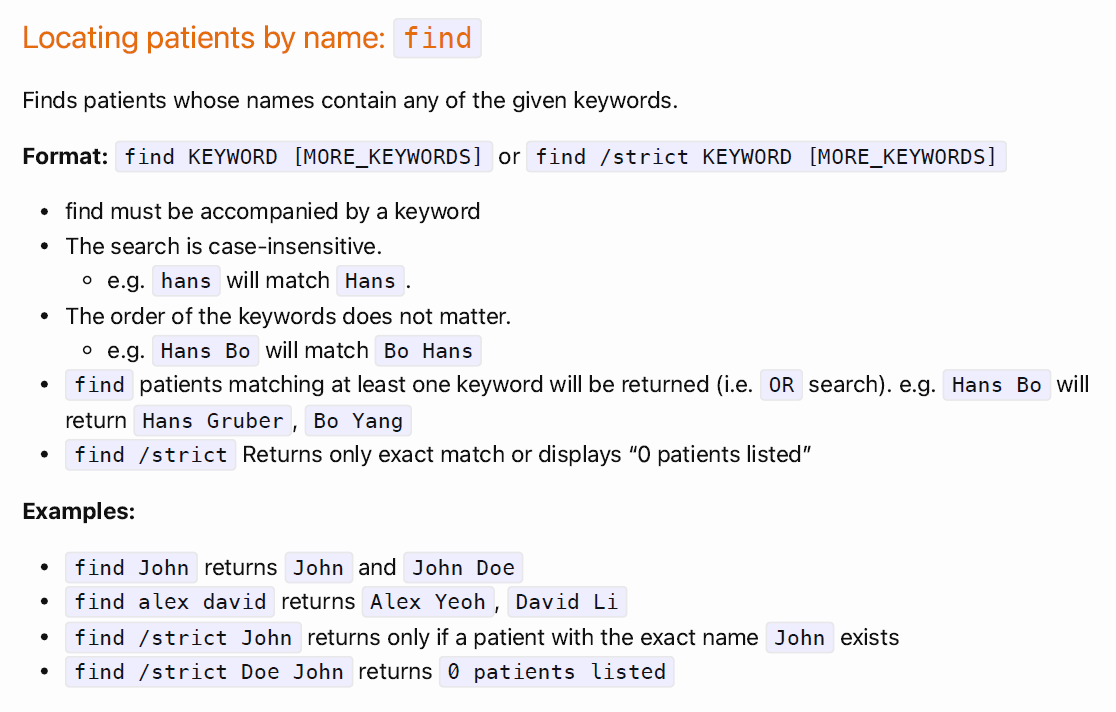 Locating patients by name: find
Finds patients whose names contain any of the given keywords.
Format: find KEYWORD [MORE_KEYWORDS] or find /strict KEYWORD [MORE_KEYWORDS]
• find must be accompanied by a keyword
• The search is case-insensitive.
◦ e.g. hans will match Hans.
• The order of the keywords does not matter.
◦ e.g. Hans Bo will match Bo Hans
• find patients matching at least one keyword will be returned (i.e. OR search). e.g. Hans Bo will
return Hans Gruber, Bo Yang
• find /strict Returns only exact match or displays “0 patients listed”
Examples:
• find John returns John and John Doe
• find alex david returns Alex Yeoh, David Li
• find /strict John returns only if a patient with the exact name John exists
• find /strict Doe John returns 0 patients listed